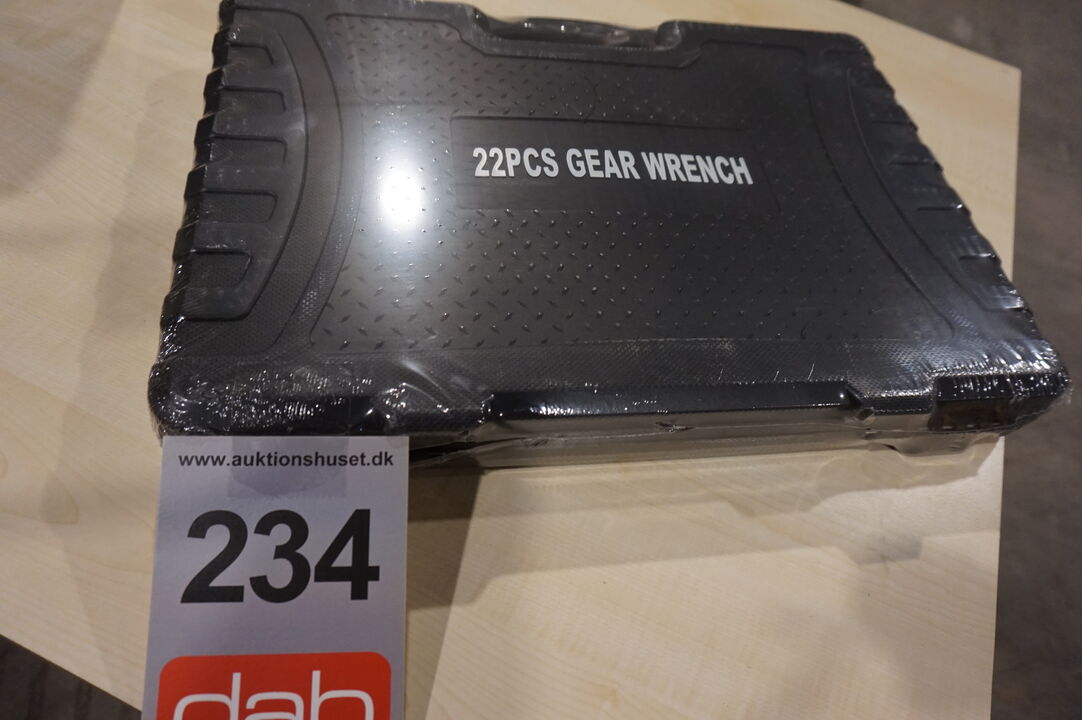 22PCS GEAR WRENCH
www.auktionshuset.dk
234
dab